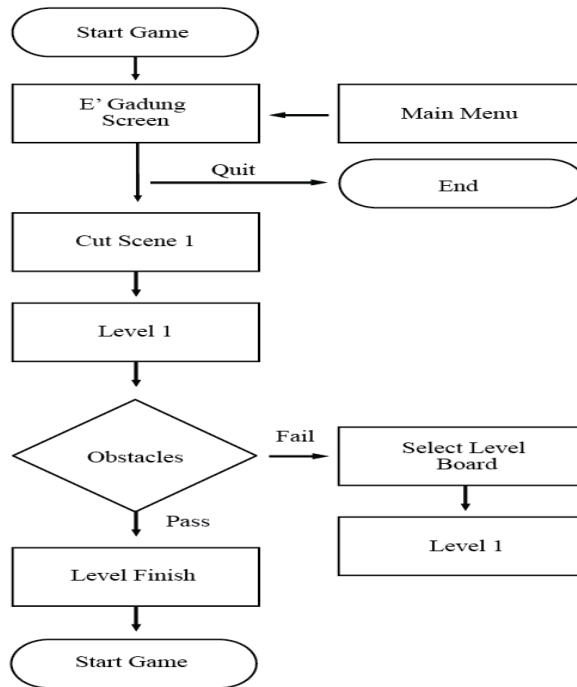 Start Game
E' Gadung
Screen
Main Menu
Quit
End
Cut Scene 1
Level 1
Obstacles
Fail
Select Level
Board
Pass
Level 1
Level Finish
Start Game